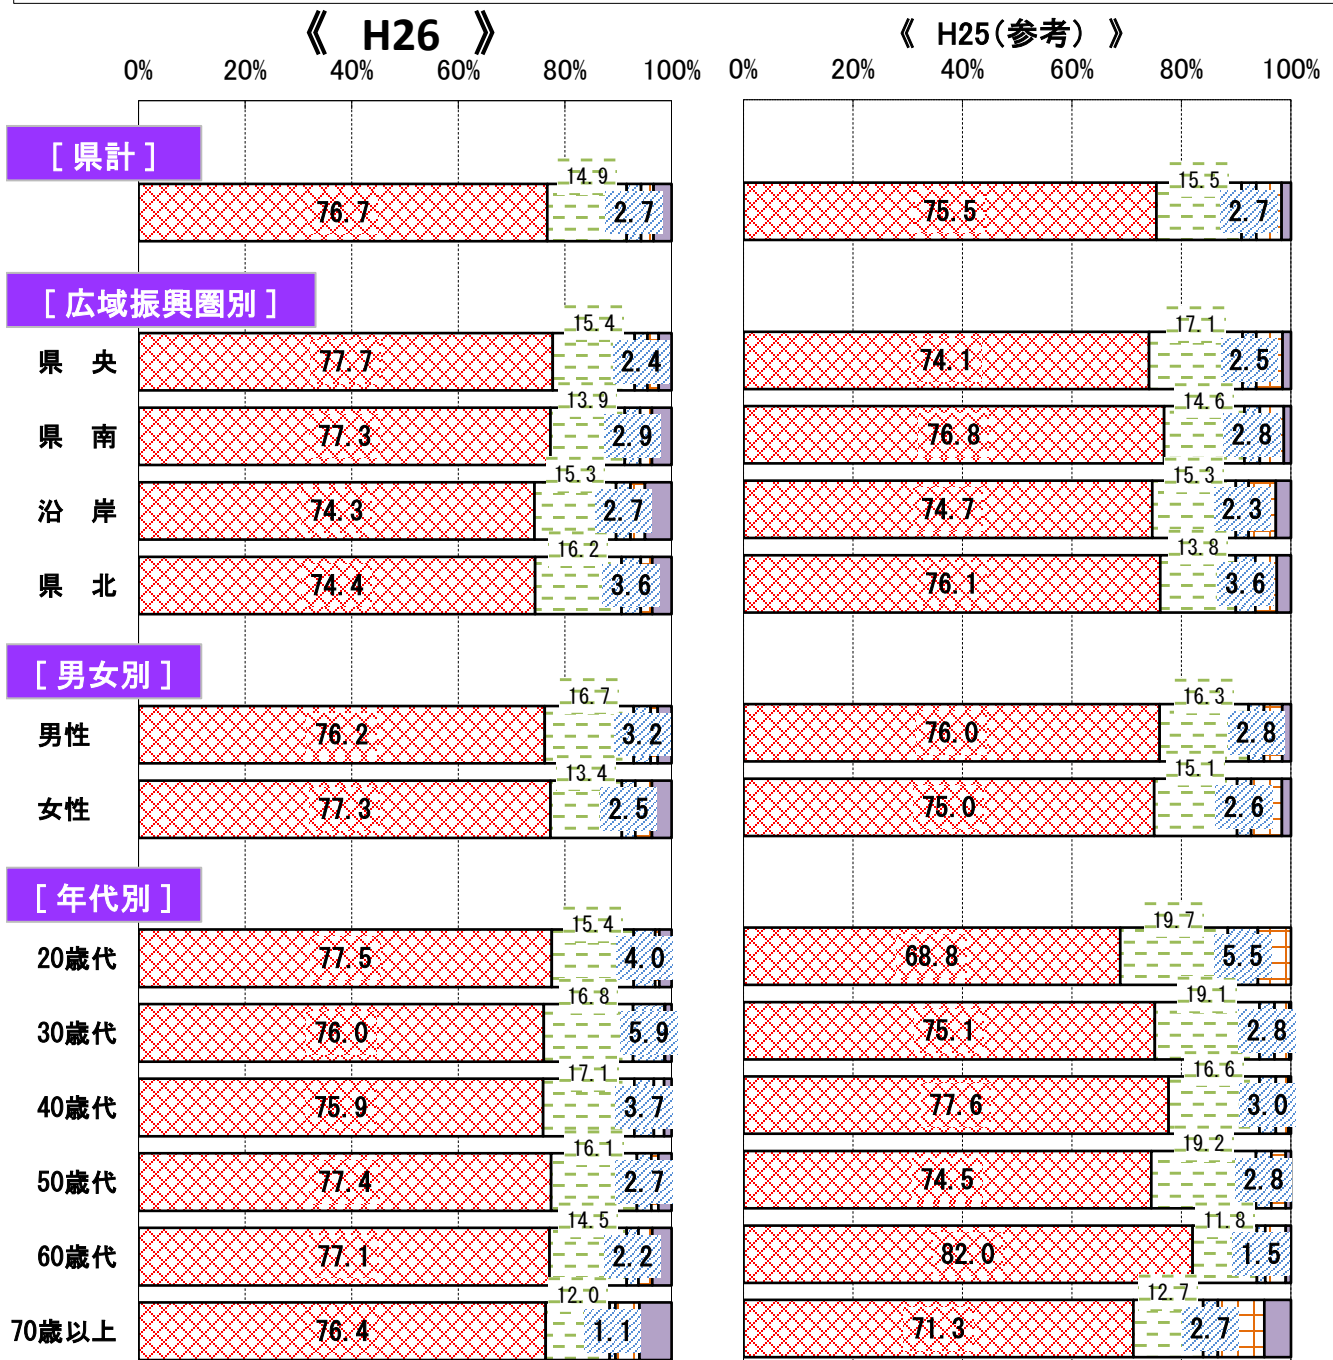 《 H26 》
《 H25(参考) 》
0% 20% 40% 60% 80% 100%
0% 20% 40% 60% 80% 100%
[ 県計 ]
76.7 14.9 2.7
75.5 15.5 2.7
[ 広域振興圏別 ]
県 央 77.7 15.4 2.4
74.1 17.1 2.5
県 南 77.3 13.9 2.9
76.8 14.6 2.8
沿 岸 74.3 15.3 2.7
74.7 15.3 2.3
県 北 74.4 16.2 3.6
76.1 13.8 3.6
[ 男女別 ]
男性 76.2 16.7 3.2
76.0 16.3 2.8
女性 77.3 13.4 2.5
75.0 15.1 2.6
[ 年代別 ]
20歳代 77.5 15.4 4.0
68.8 19.7 5.5
30歳代 76.0 16.8 5.9
75.1 19.1 2.8
40歳代 75.9 17.1 3.7
77.6 16.6 3.0
50歳代 77.4 16.1 2.7
74.5 19.2 2.8
60歳代 77.1 14.5 2.2
82.0 11.8 1.5
70歳以上 76.4 12.0 1.1
71.3 12.7 2.7